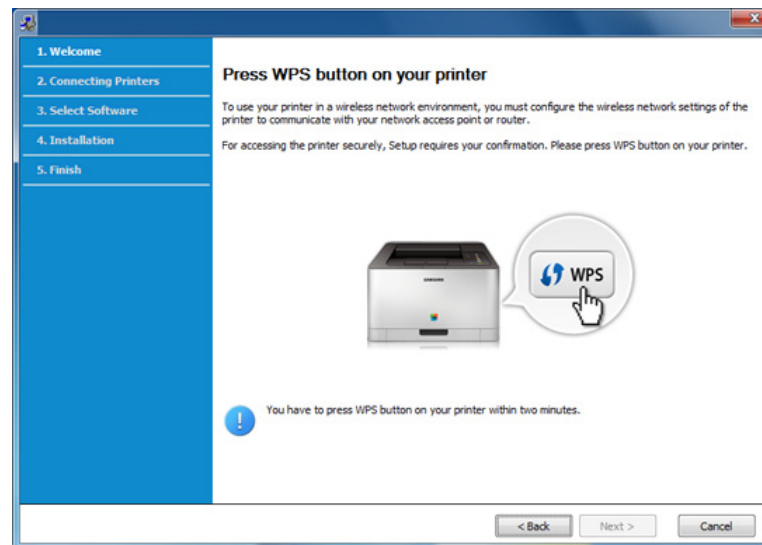 1. Welcome
2. Connecting Printers
3. Select Software
4. Installation
5. Finish
Press WPS button on your printer
To use your printer in a wireless network environment, you must configure the wireless network settings of the
printer to communicate with your network access point or router.
For accessing the printer securely, Setup requires your confirmation. Please press WPS button on your printer.
SAMSUNG
WPS
You have to press WPS button on your printer within two minutes.
< Back
Next >
Cancel